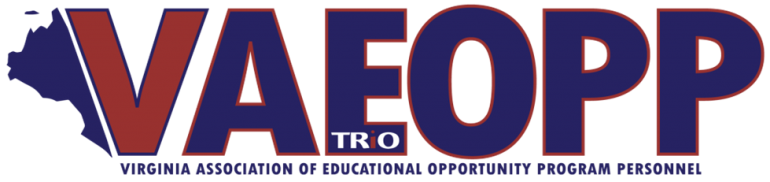 VAEOPP
TRiO
VIRGINIA ASSOCIATION OF EDUCATIONAL OPPORTUNITY PROGRAM PERSONNEL